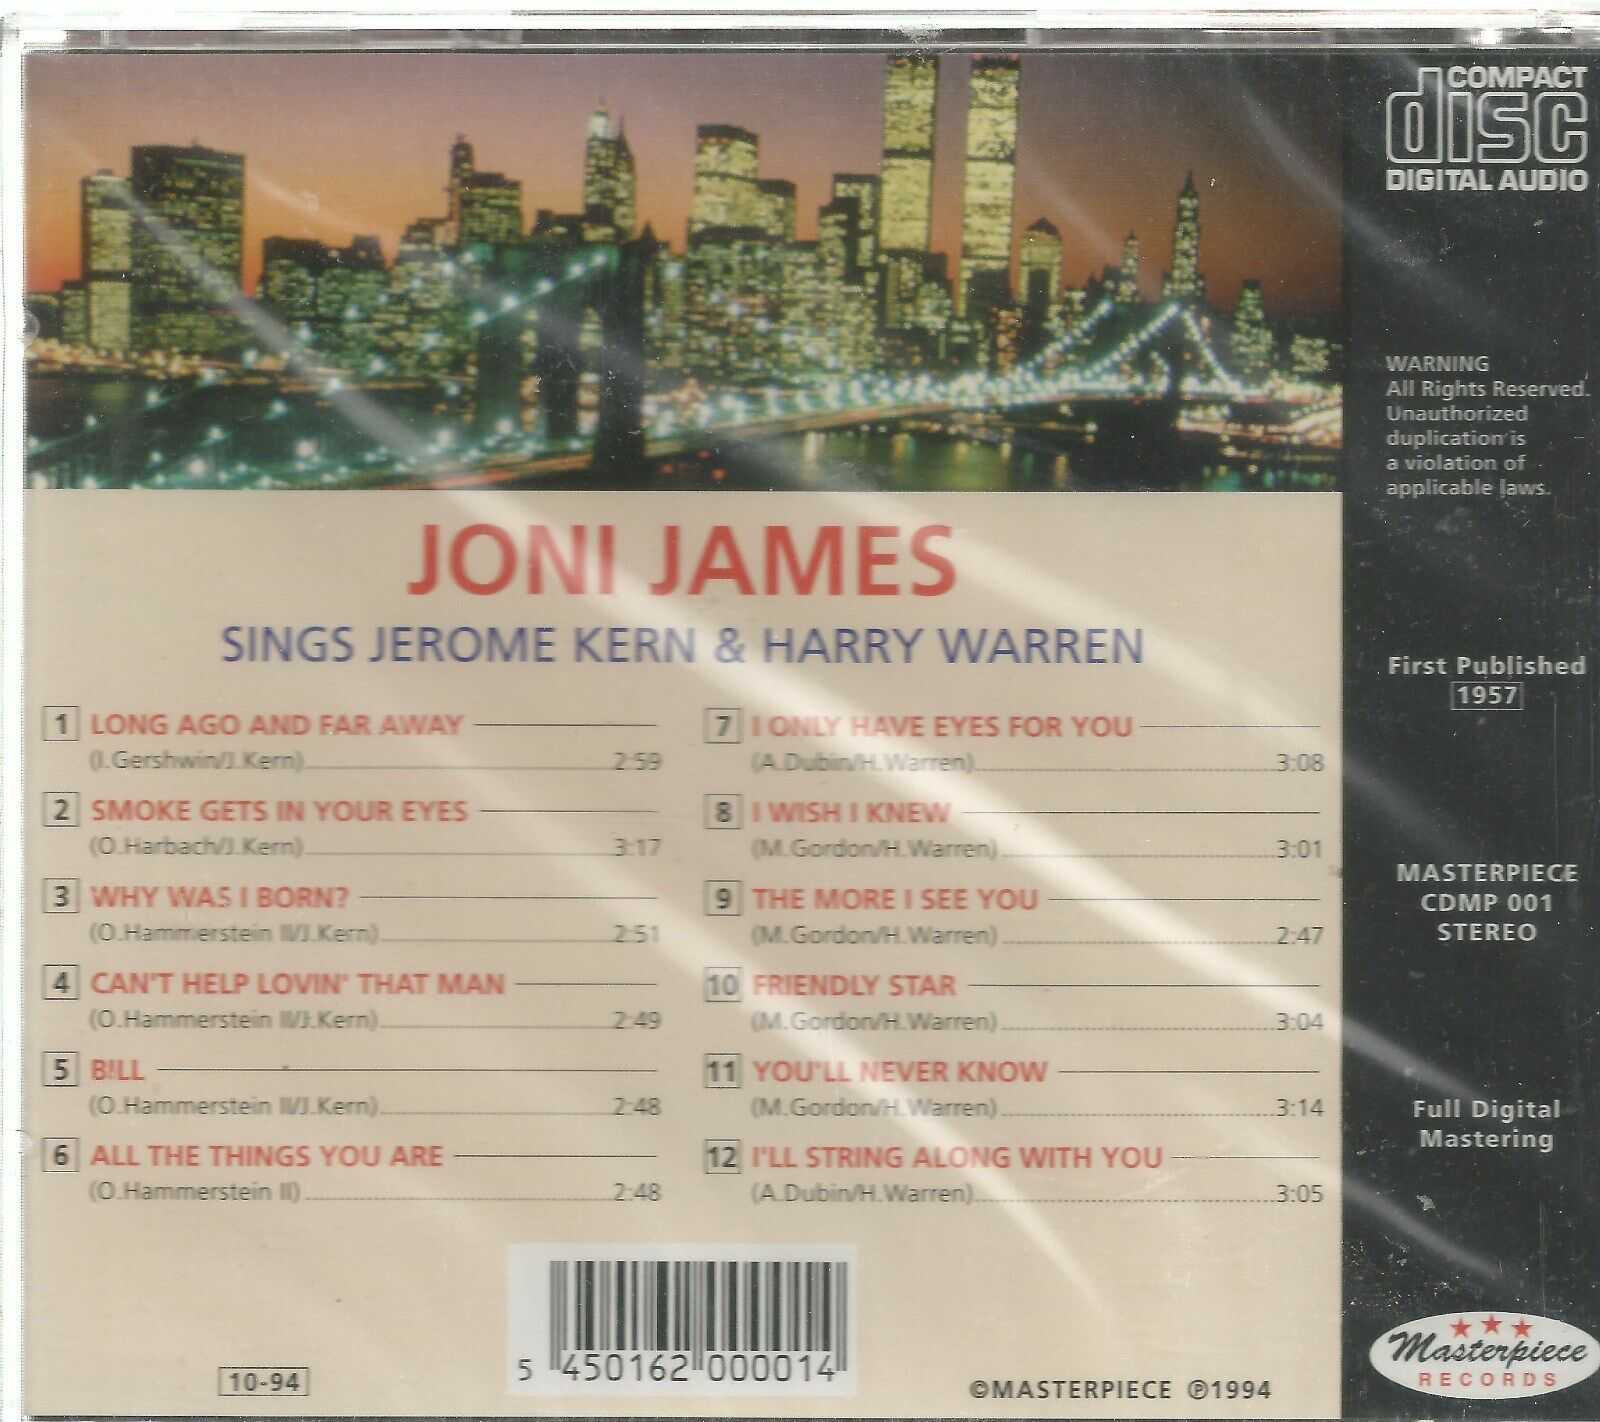 COMPACT
disc
DIGITAL AUDIO
WARNING
All Rights Reserved.
Unauthorized
duplication is
a violation of
applicable laws.
JONI JAMES
SINGS JEROME KERN & HARRY WARREN
1 LONG AGO AND FAR AWAY
(I.Gershwin/J.Kern) 2:59
2 SMOKE GETS IN YOUR EYES
(O.Harbach/J.Kern) 3:17
3 WHY WAS I BORN?
(O.Hammerstein II/J.Kern) 2:51
4 CAN'T HELP LOVIN' THAT MAN
(O.Hammerstein II/J.Kern) 2:49
5 BILL
(O.Hammerstein II/J.Kern) 2:48
6 ALL THE THINGS YOU ARE
(O.Hammerstein II) 2:48
7 I ONLY HAVE EYES FOR YOU
(A.Dubin/H.Warren) 3:08
8 I WISH I KNEW
(M.Gordon/H.Warren) 3:01
9 THE MORE I SEE YOU
(M.Gordon/H.Warren) 2:47
10 FRIENDLY STAR
(M.Gordon/H.Warren) 3:04
11 YOU'LL NEVER KNOW
(M.Gordon/H.Warren) 3:14
12 I'LL STRING ALONG WITH YOU
(A.Dubin/H.Warren) 3:05
First Published
1957
MASTERPIECE
CDMP 001
STEREO
Full Digital
Mastering
5 450162 000014
10-94
©MASTERPIECE ℗1994
Masterpiece
RECORDS